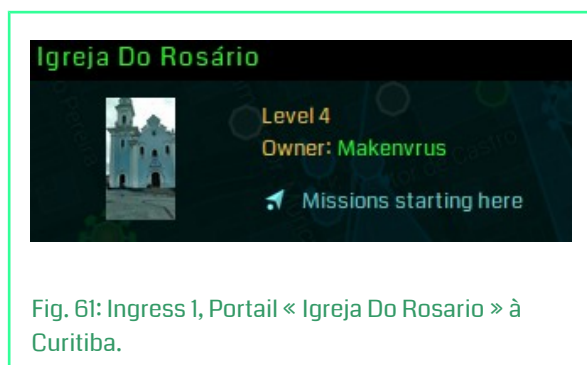 Igreja Do Rosário
Level 4
Owner: Makenvrus
Missions starting here
Fig. 61: Ingress 1, Portail « Igreja Do Rosario » à
Curitiba.